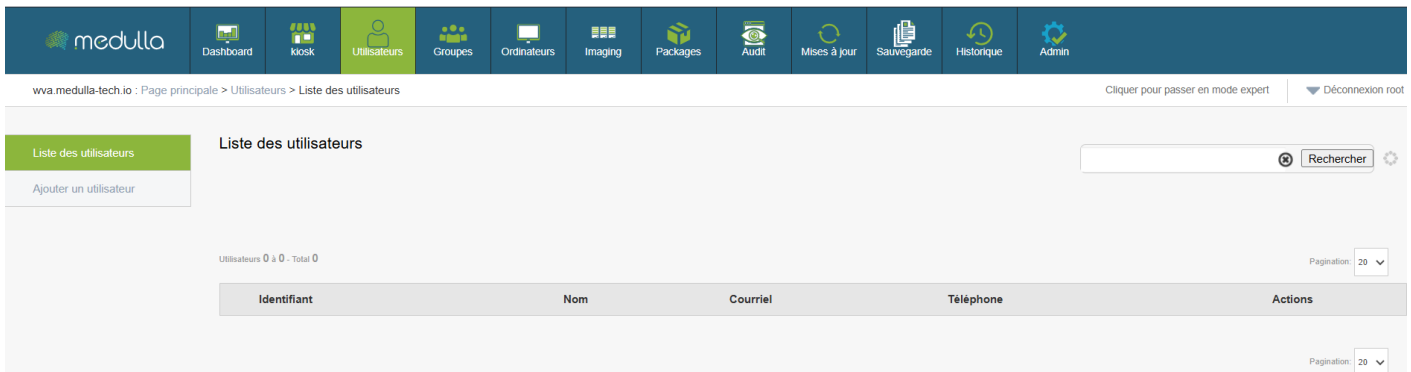 medulla
Dashboard kiosk Utilisateurs Groupes Ordinateurs Imaging Packages Audit Mises à jour Sauvegarde Historique Admin
wva.medulla-tech.io : Page principale > Utilisateurs > Liste des utilisateurs Cliquer pour passer en mode expert Déconnexion root
Liste des utilisateurs
Ajouter un utilisateur
Liste des utilisateurs
Rechercher
Utilisateurs 0 à 0 - Total 0 Pagination: 20
Identifiant Nom Courriel Téléphone Actions
Pagination: 20